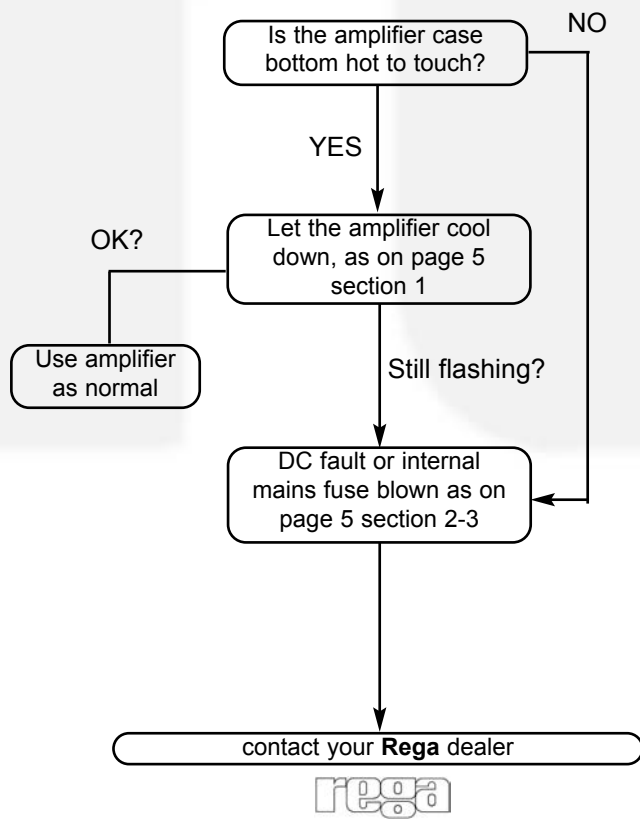 Is the amplifier case
bottom hot to touch?
NO
YES
Let the amplifier cool
down, as on page 5
section 1
OK?
Use amplifier
as normal
Still flashing?
DC fault or internal
mains fuse blown as on
page 5 section 2-3
contact your Rega dealer
rega